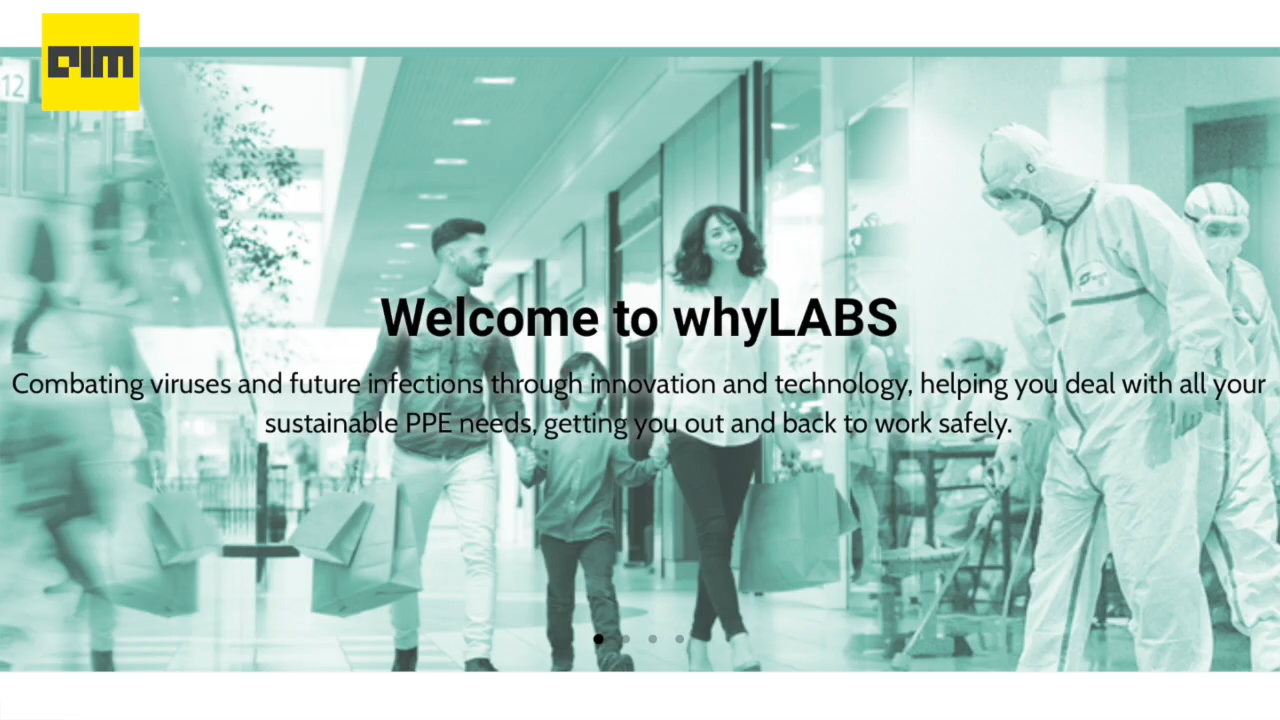 12
aim
Welcome to whyLABS
Combating viruses and future infections through innovation and technology, helping you deal with all your
sustainable PPE needs, getting you out and back to work safely.